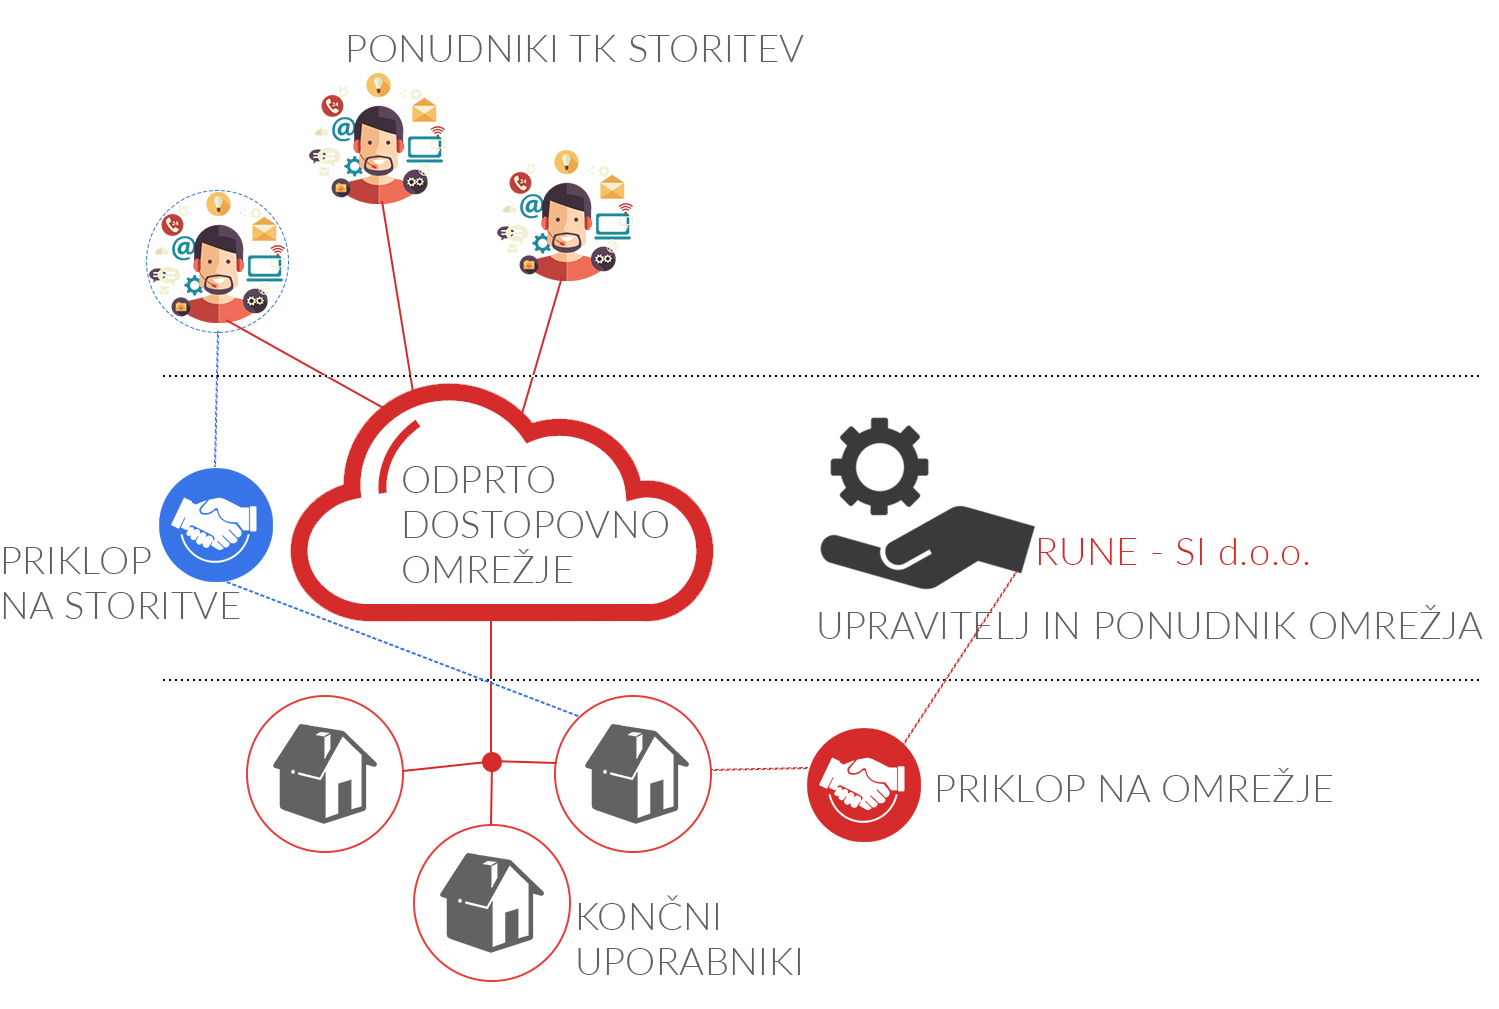 PONUDNIKI TK STORITEV
ODPRTO
DOSTOPOVNO
OMREŽJE
PRIKLOP
NA STORITVE
RUNE - SI d.o.o.
UPRAVITELJ IN PONUDNIK OMREŽJA
PRIKLOP NA OMREŽJE
KONČNI
UPORABNIKI